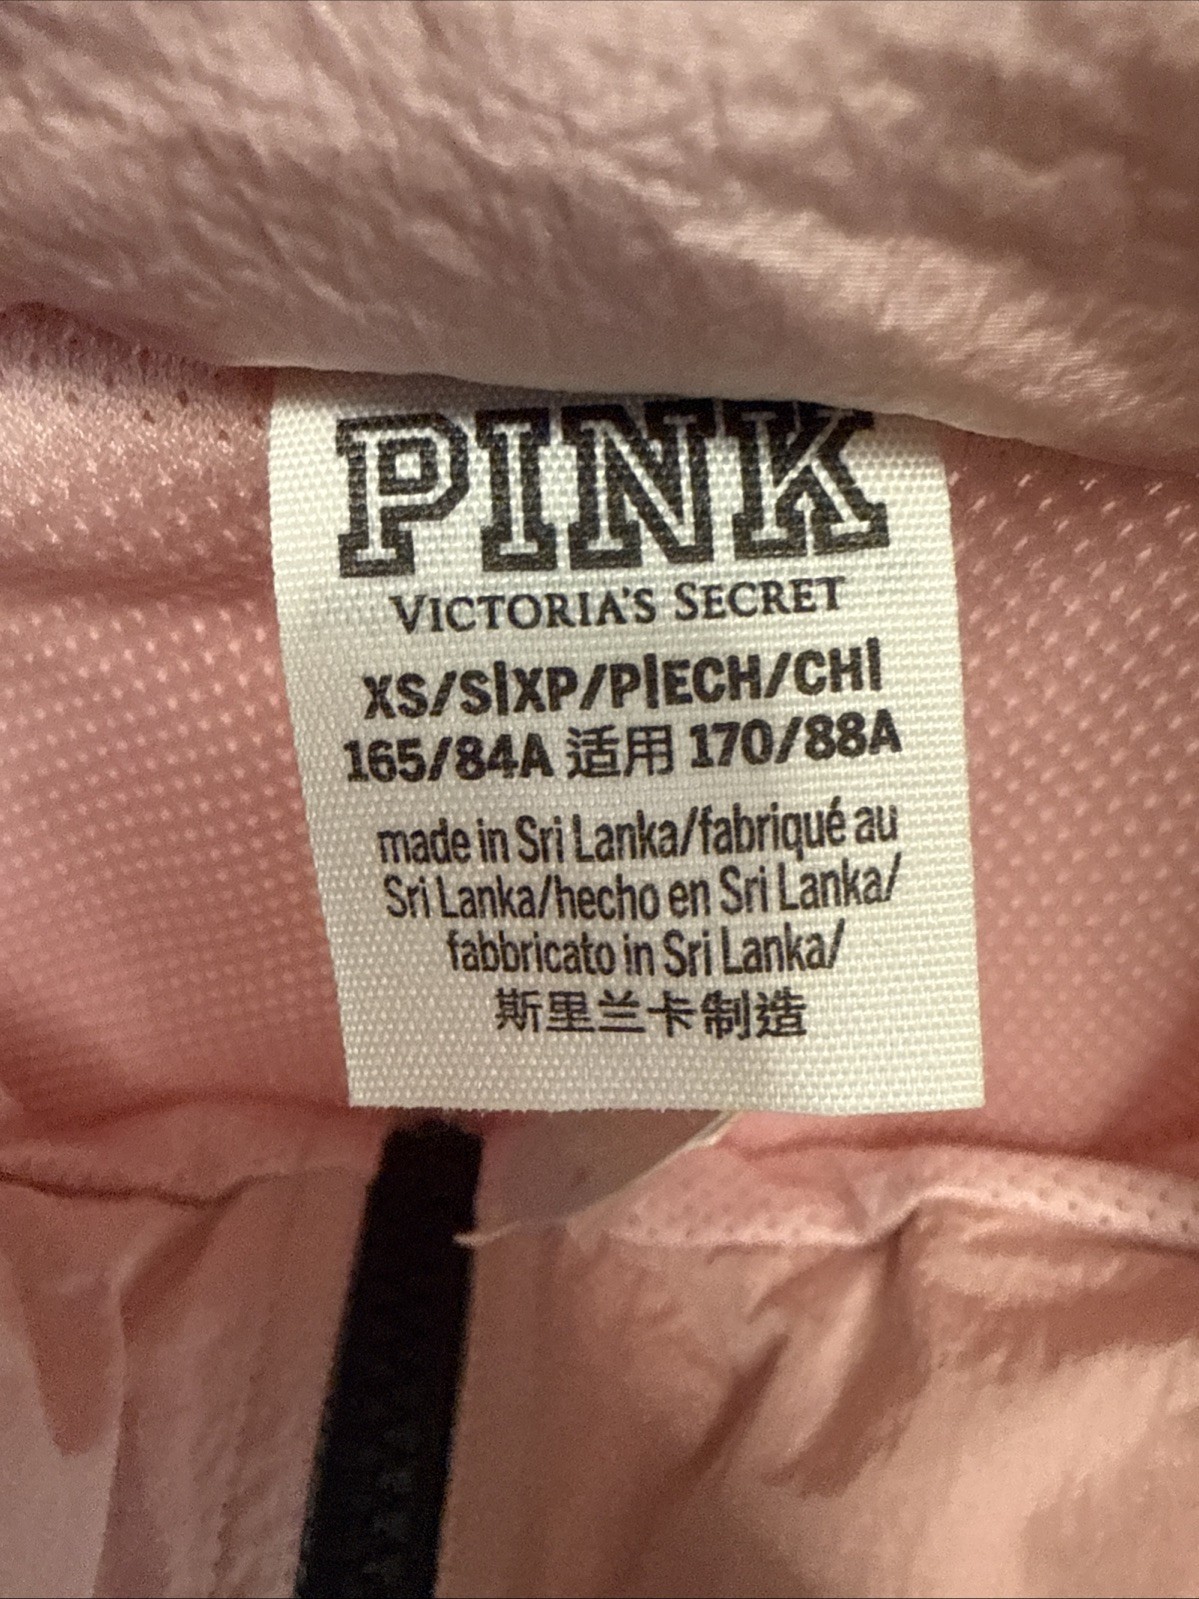 PINK
VICTORIA'S SECRET
XS/S|XP/P|ECH/CH|
165/84A 适用 170/88A
made in Sri Lanka/fabriqué au
Sri Lanka/hecho en Sri Lanka/
fabbricato in Sri Lanka/
斯里兰卡制造